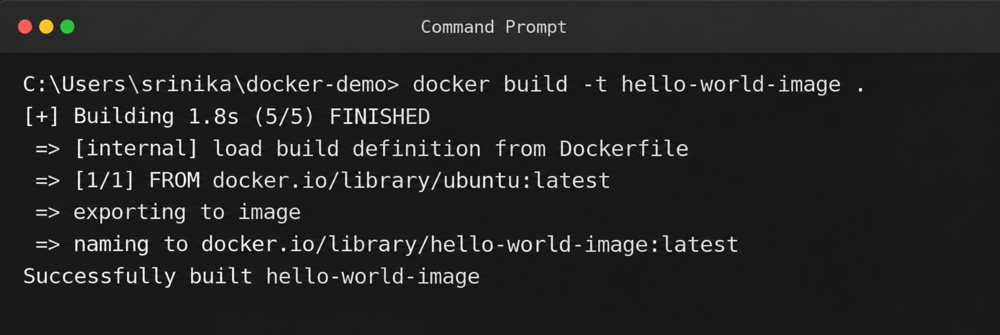 Command Prompt
C:\Users\srinika\docker-demo> docker build -t hello-world-image .
[+] Building 1.8s (5/5) FINISHED
 => [internal] load build definition from Dockerfile
 => [1/1] FROM docker.io/library/ubuntu:latest
 => exporting to image
 => naming to docker.io/library/hello-world-image:latest
Successfully built hello-world-image